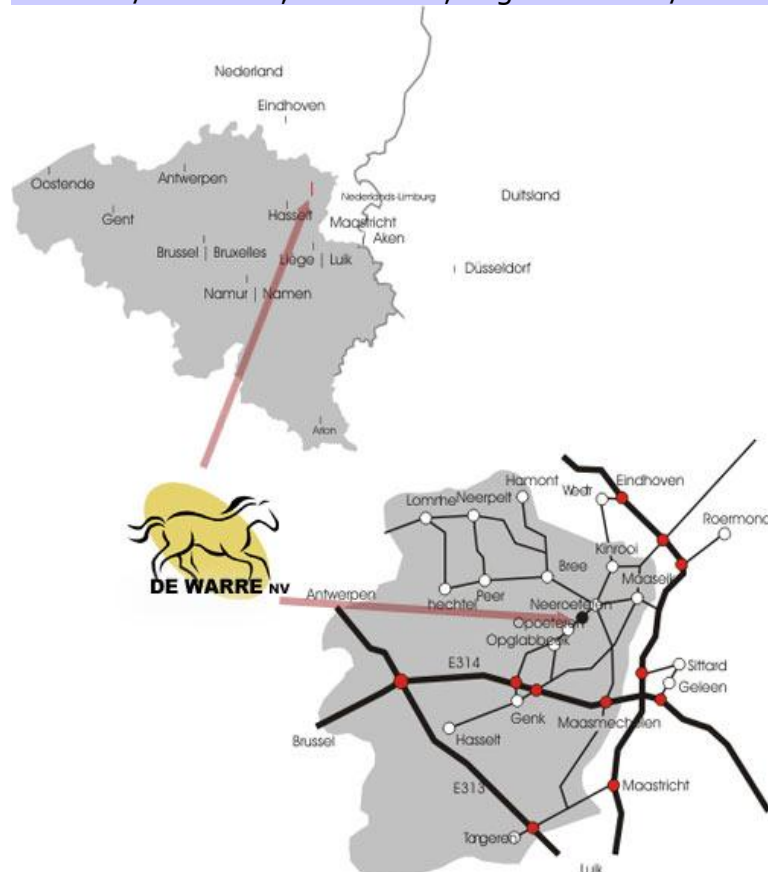 Nederland
Eindhoven
Oostende
Antwerpen
Gent
Hasselt
Nederlands-Limburg
Duitsland
Maastricht
Aken
Brussel | Bruxelles
Liège | Luik
Düsseldorf
Namur | Namen
Arlon
DE WARRE NV
Hamont
Eindhoven
Neerpelt
Roermond
Kinrooi
Bree
Maaseik
Antwerpen
hechtel
Peer
Neeroeteren
Opoeteren
Opglabbeek
E314
Sittard
Geleen
Genk
Maasmechelen
Brussel
Hasselt
E313
Maastricht
Tongeren
Luik